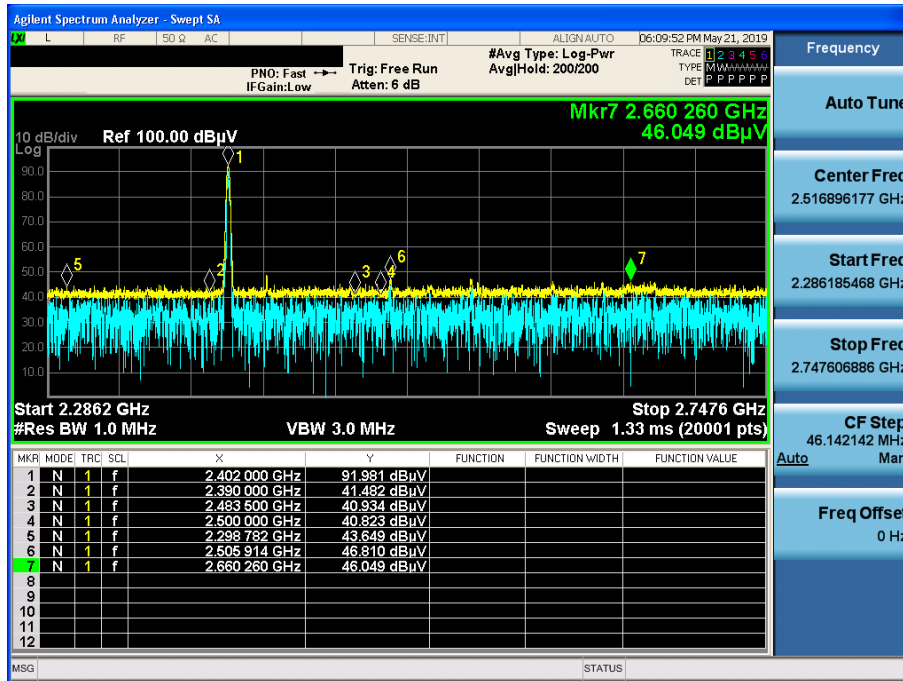 Agilent Spectrum Analyzer - Swept SA
LXI L RF 50 Ω AC SENSE:INT ALIGN AUTO 06:09:52 PM May 21, 2019
PNO: Fast Trig: Free Run #Avg Type: Log-Pwr TRACE 1 2 3 4 5 6
IFGain:Low Atten: 6 dB Avg|Hold: 200/200 TYPE MWWWWW
DET P P P P P P
Mkr7 2.660 260 GHz
46.049 dBµV
10 dB/div Ref 100.00 dBµV
Log
90.0
80.0
70.0
60.0
50.0
40.0
30.0
20.0
10.0
1
2
3
4
5
6
7
Start 2.2862 GHz Stop 2.7476 GHz
#Res BW 1.0 MHz VBW 3.0 MHz Sweep 1.33 ms (20001 pts)
MKR MODE TRC SCL X Y FUNCTION FUNCTION WIDTH FUNCTION VALUE
1 N 1 f 2.402 000 GHz 91.981 dBµV
2 N 1 f 2.390 000 GHz 41.482 dBµV
3 N 1 f 2.483 500 GHz 40.934 dBµV
4 N 1 f 2.500 000 GHz 40.823 dBµV
5 N 1 f 2.298 782 GHz 43.649 dBµV
6 N 1 f 2.505 914 GHz 46.810 dBµV
7 N 1 f 2.660 260 GHz 46.049 dBµV
8
9
10
11
12
MSG STATUS
Frequency
Auto Tune
Center Freq
2.516896177 GHz
Start Freq
2.286185468 GHz
Stop Freq
2.747606886 GHz
CF Step
46.142142 MHz
Auto Man
Freq Offset
0 Hz